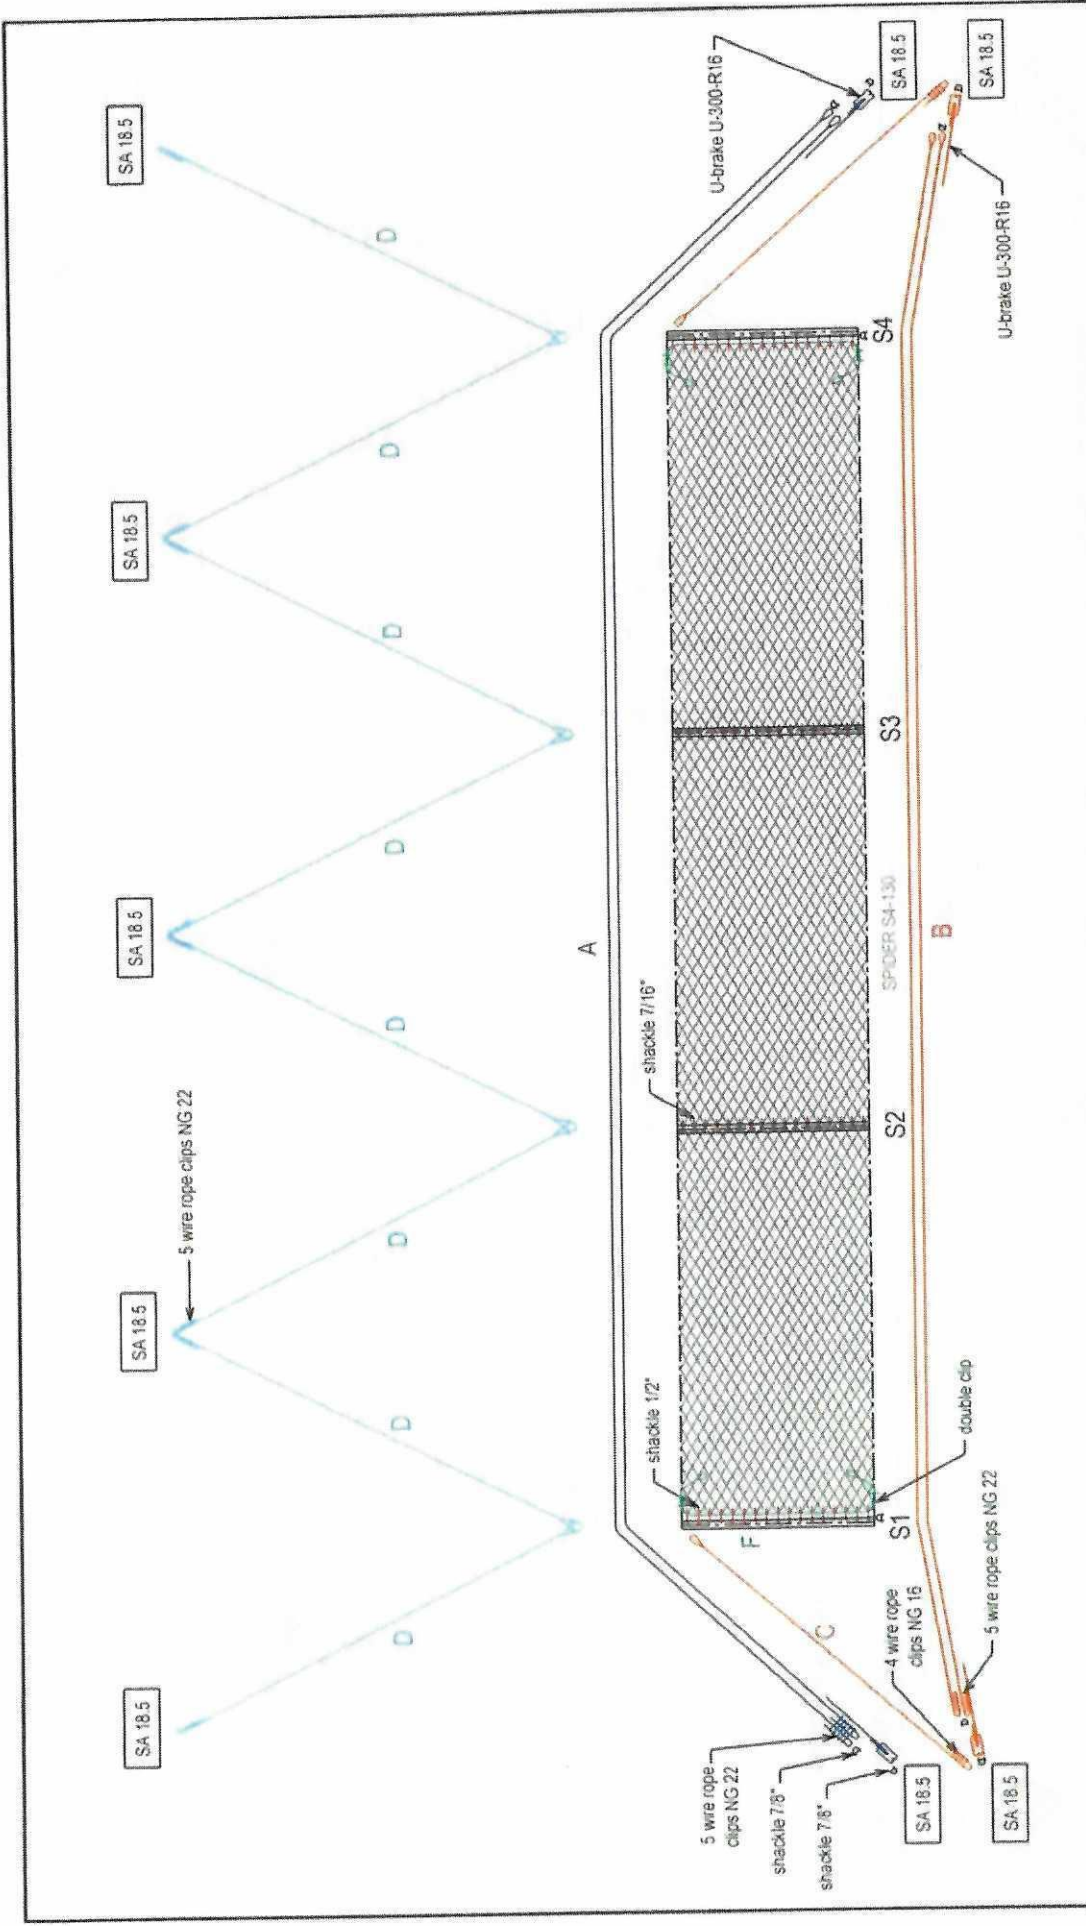 SA 18.5
SA 18.5
SA 18.5
SA 18.5
SA 18.5
5 wire rope clips NG 22
D
D
D
D
D
D
D
D
A
5 wire rope
clips NG 22
shackle 7/8"
shackle 7/8"
shackle 1/2"
shackle 7/16"
U-brake U-300-R16
F
C
SA 18.5
SA 18.5
4 wire rope
clips NG 16
5 wire rope clips NG 22
double clip
S1
S2
S3
S4
SPIDER S4-130
B
SA 18.5
SA 18.5
U-brake U-300-R16